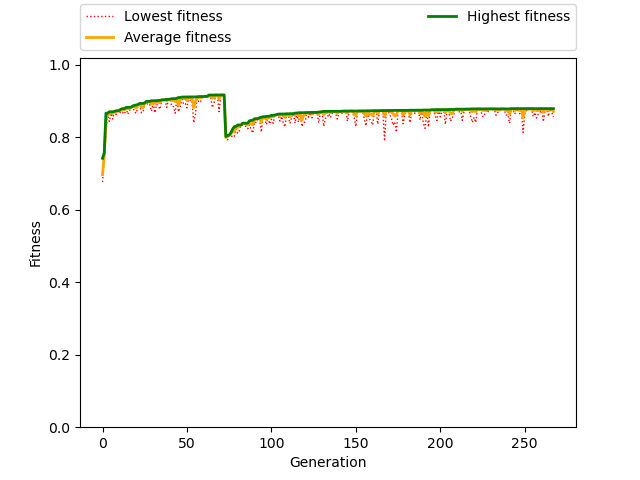 Lowest fitness
Average fitness
Highest fitness
1.0
0.8
0.6
0.4
0.2
0.0
Fitness
0 50 100 150 200 250
Generation